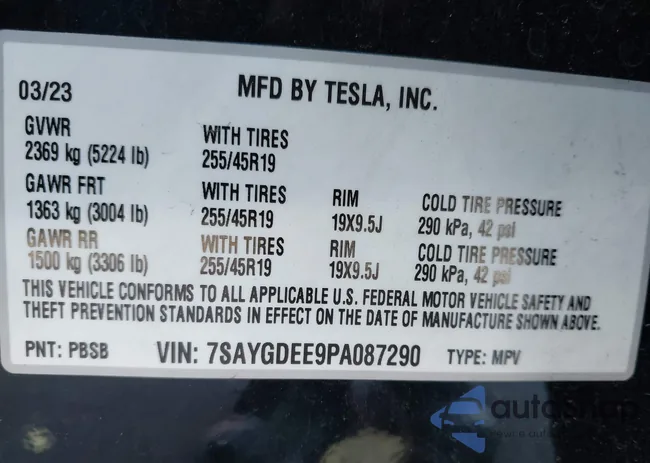 03/23 MFD BY TESLA, INC.
GVWR
2369 kg (5224 lb) WITH TIRES
255/45R19
GAWR FRT
1363 kg (3004 lb) WITH TIRES
255/45R19 RIM
19X9.5J COLD TIRE PRESSURE
290 kPa, 42 psi
GAWR RR
1500 kg (3306 lb) WITH TIRES
255/45R19 RIM
19X9.5J COLD TIRE PRESSURE
290 kPa, 42 psi
THIS VEHICLE CONFORMS TO ALL APPLICABLE U.S. FEDERAL MOTOR VEHICLE SAFETY AND
THEFT PREVENTION STANDARDS IN EFFECT ON THE DATE OF MANUFACTURE SHOWN ABOVE.
PNT: PBSB VIN: 7SAYGDEE9PA087290 TYPE: MPV
autoshop